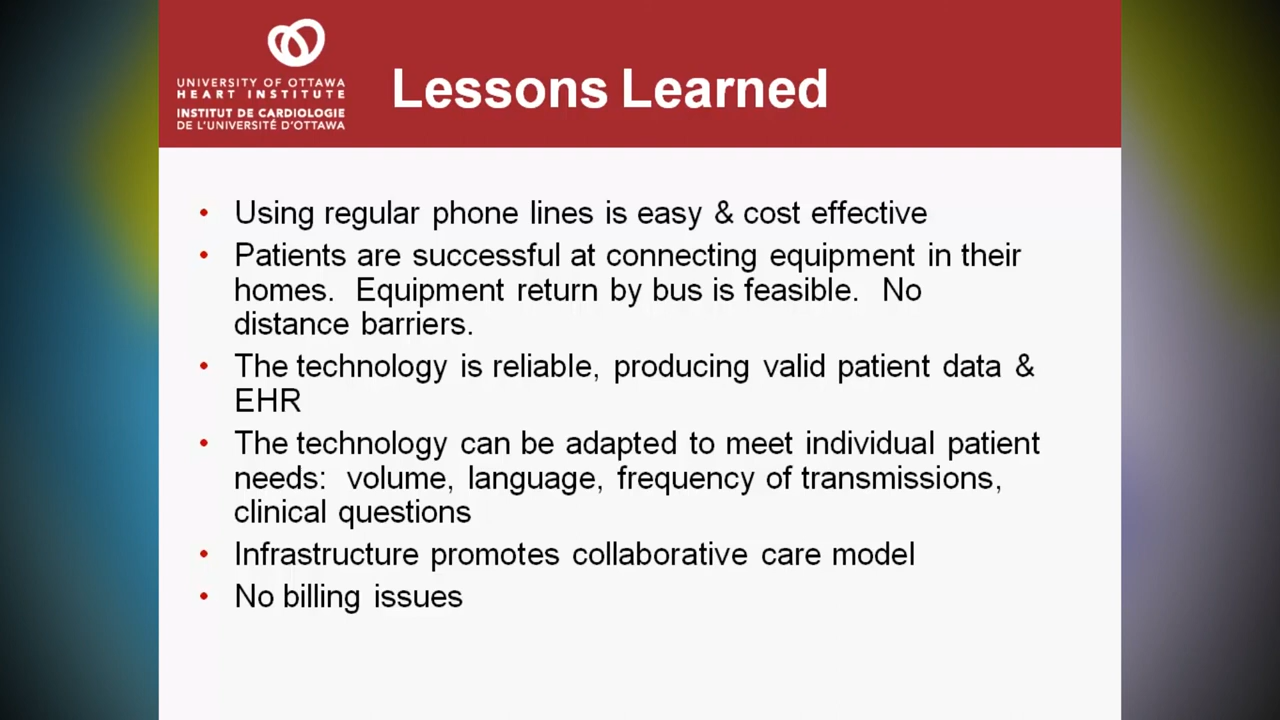 UNIVERSITY OF OTTAWA
HEART INSTITUTE
INSTITUT DE CARDIOLOGIE
DE L'UNIVERSITÉ D'OTTAWA
Lessons Learned
• Using regular phone lines is easy & cost effective
• Patients are successful at connecting equipment in their
homes. Equipment return by bus is feasible. No
distance barriers.
• The technology is reliable, producing valid patient data &
EHR
• The technology can be adapted to meet individual patient
needs: volume, language, frequency of transmissions,
clinical questions
• Infrastructure promotes collaborative care model
• No billing issues